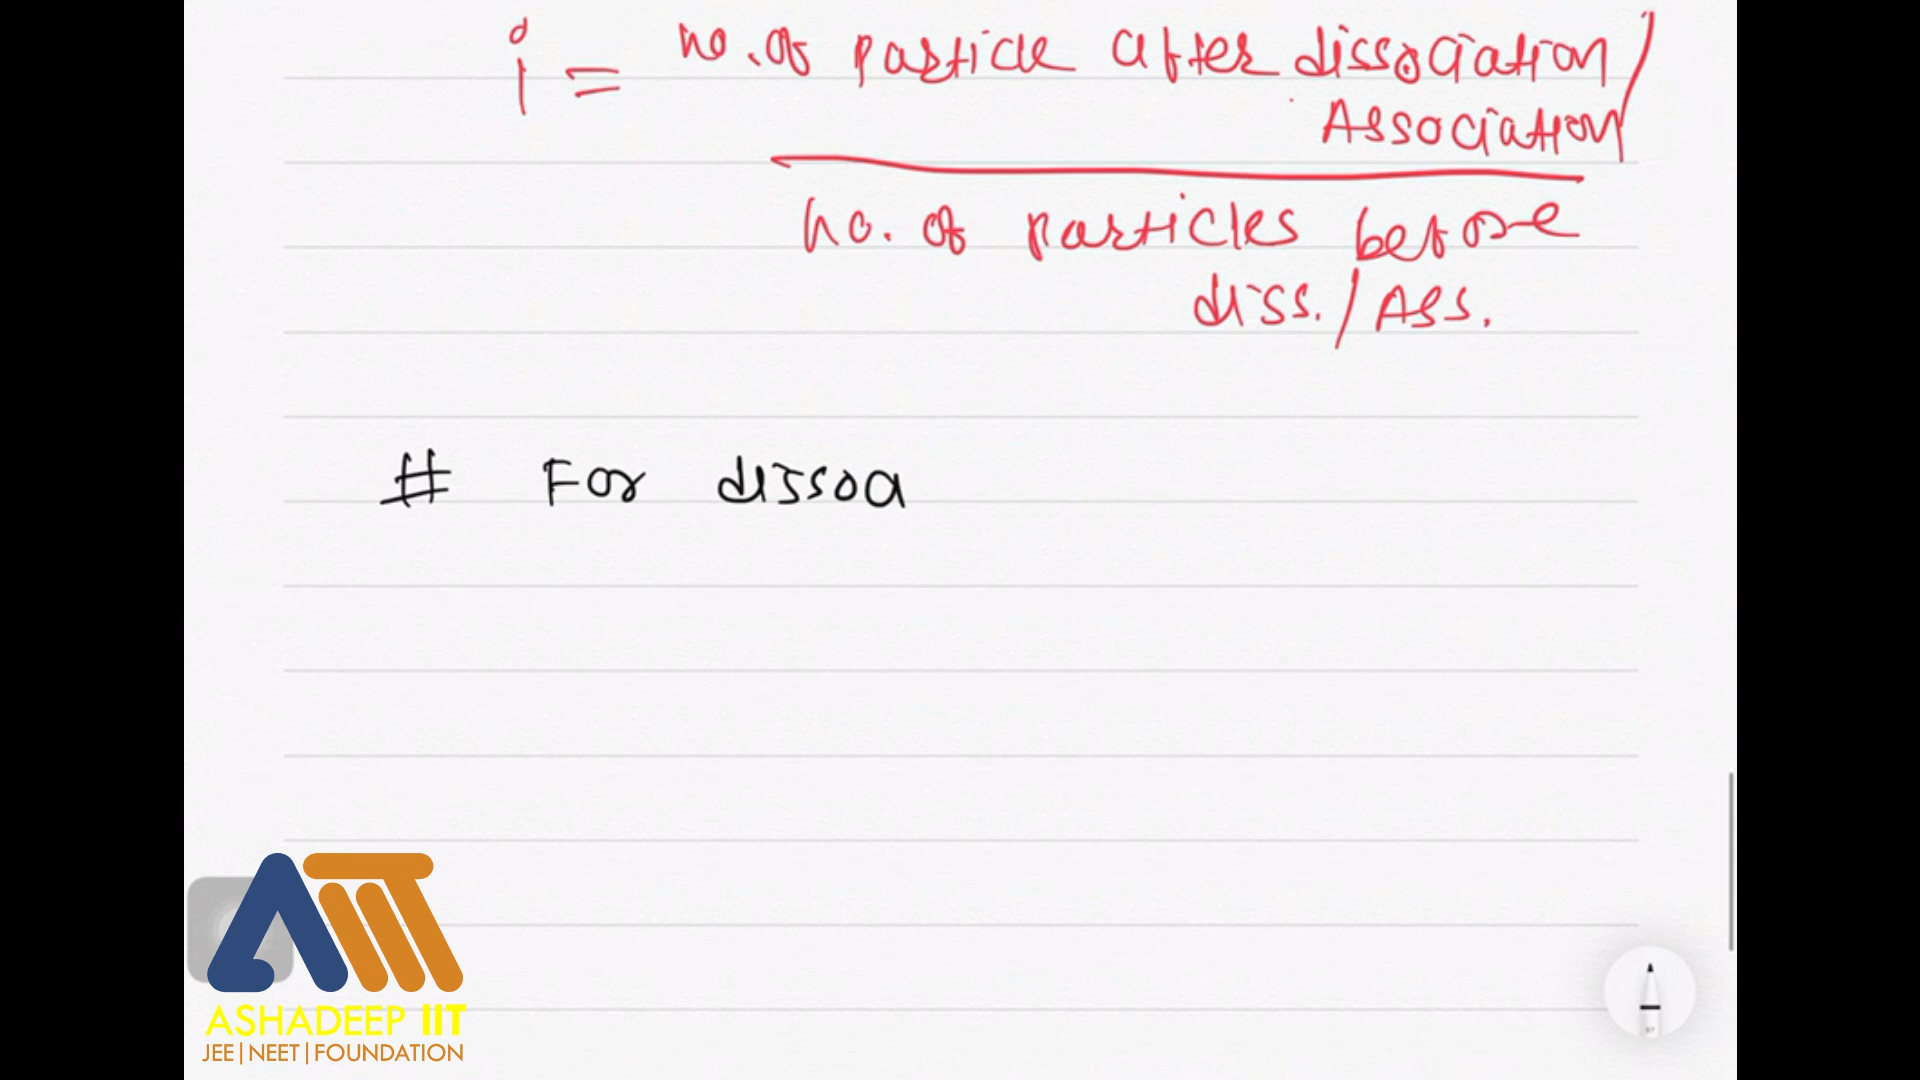 i = no. of particle after dissociation/
Association
no. of particles before
diss./Ass.
# For dissoa
ASHADEEP IIT
JEE|NEET|FOUNDATION